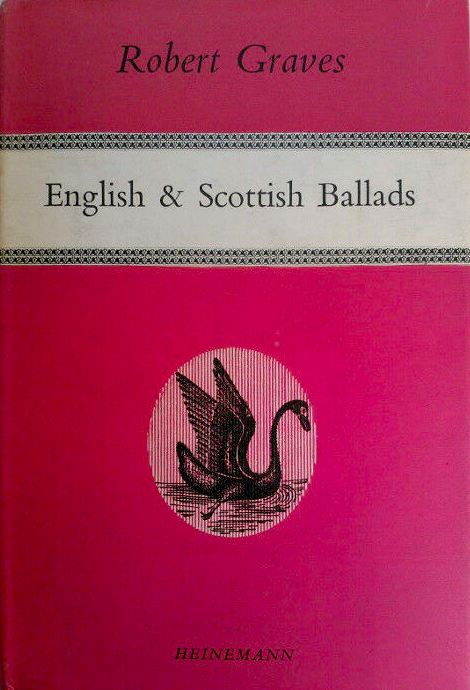 Robert Graves
English & Scottish Ballads
HEINEMANN